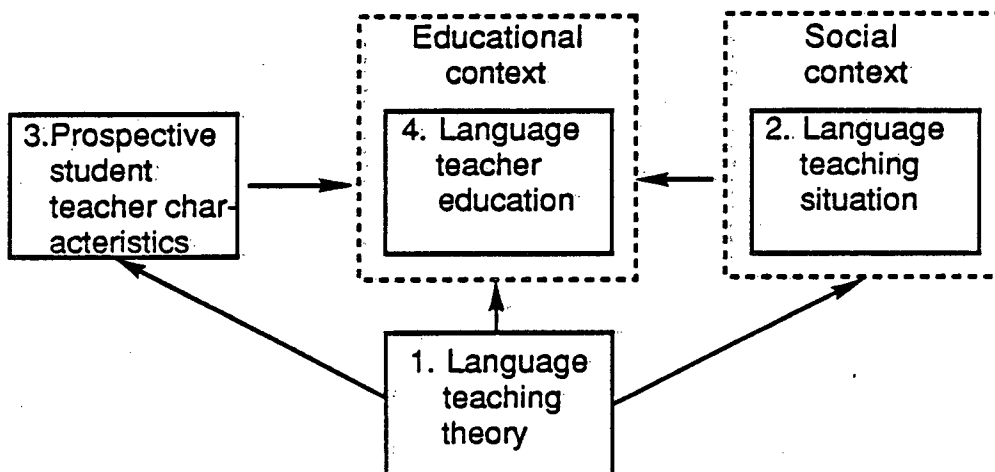 Educational
context
Social
context
3.Prospective
student
teacher char-
acteristics
4. Language
teacher
education
2. Language
teaching
situation
1. Language
teaching
theory